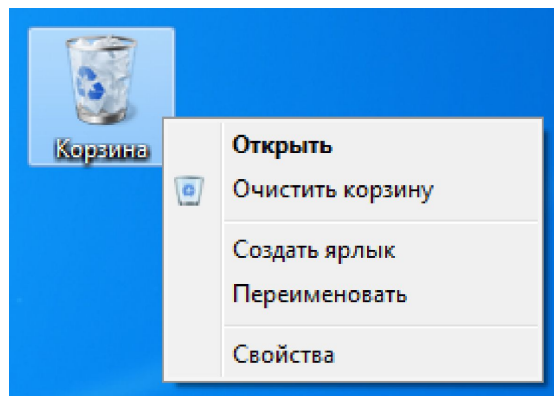 Корзина
Открыть
Очистить корзину
Создать ярлык
Переименовать
Свойства